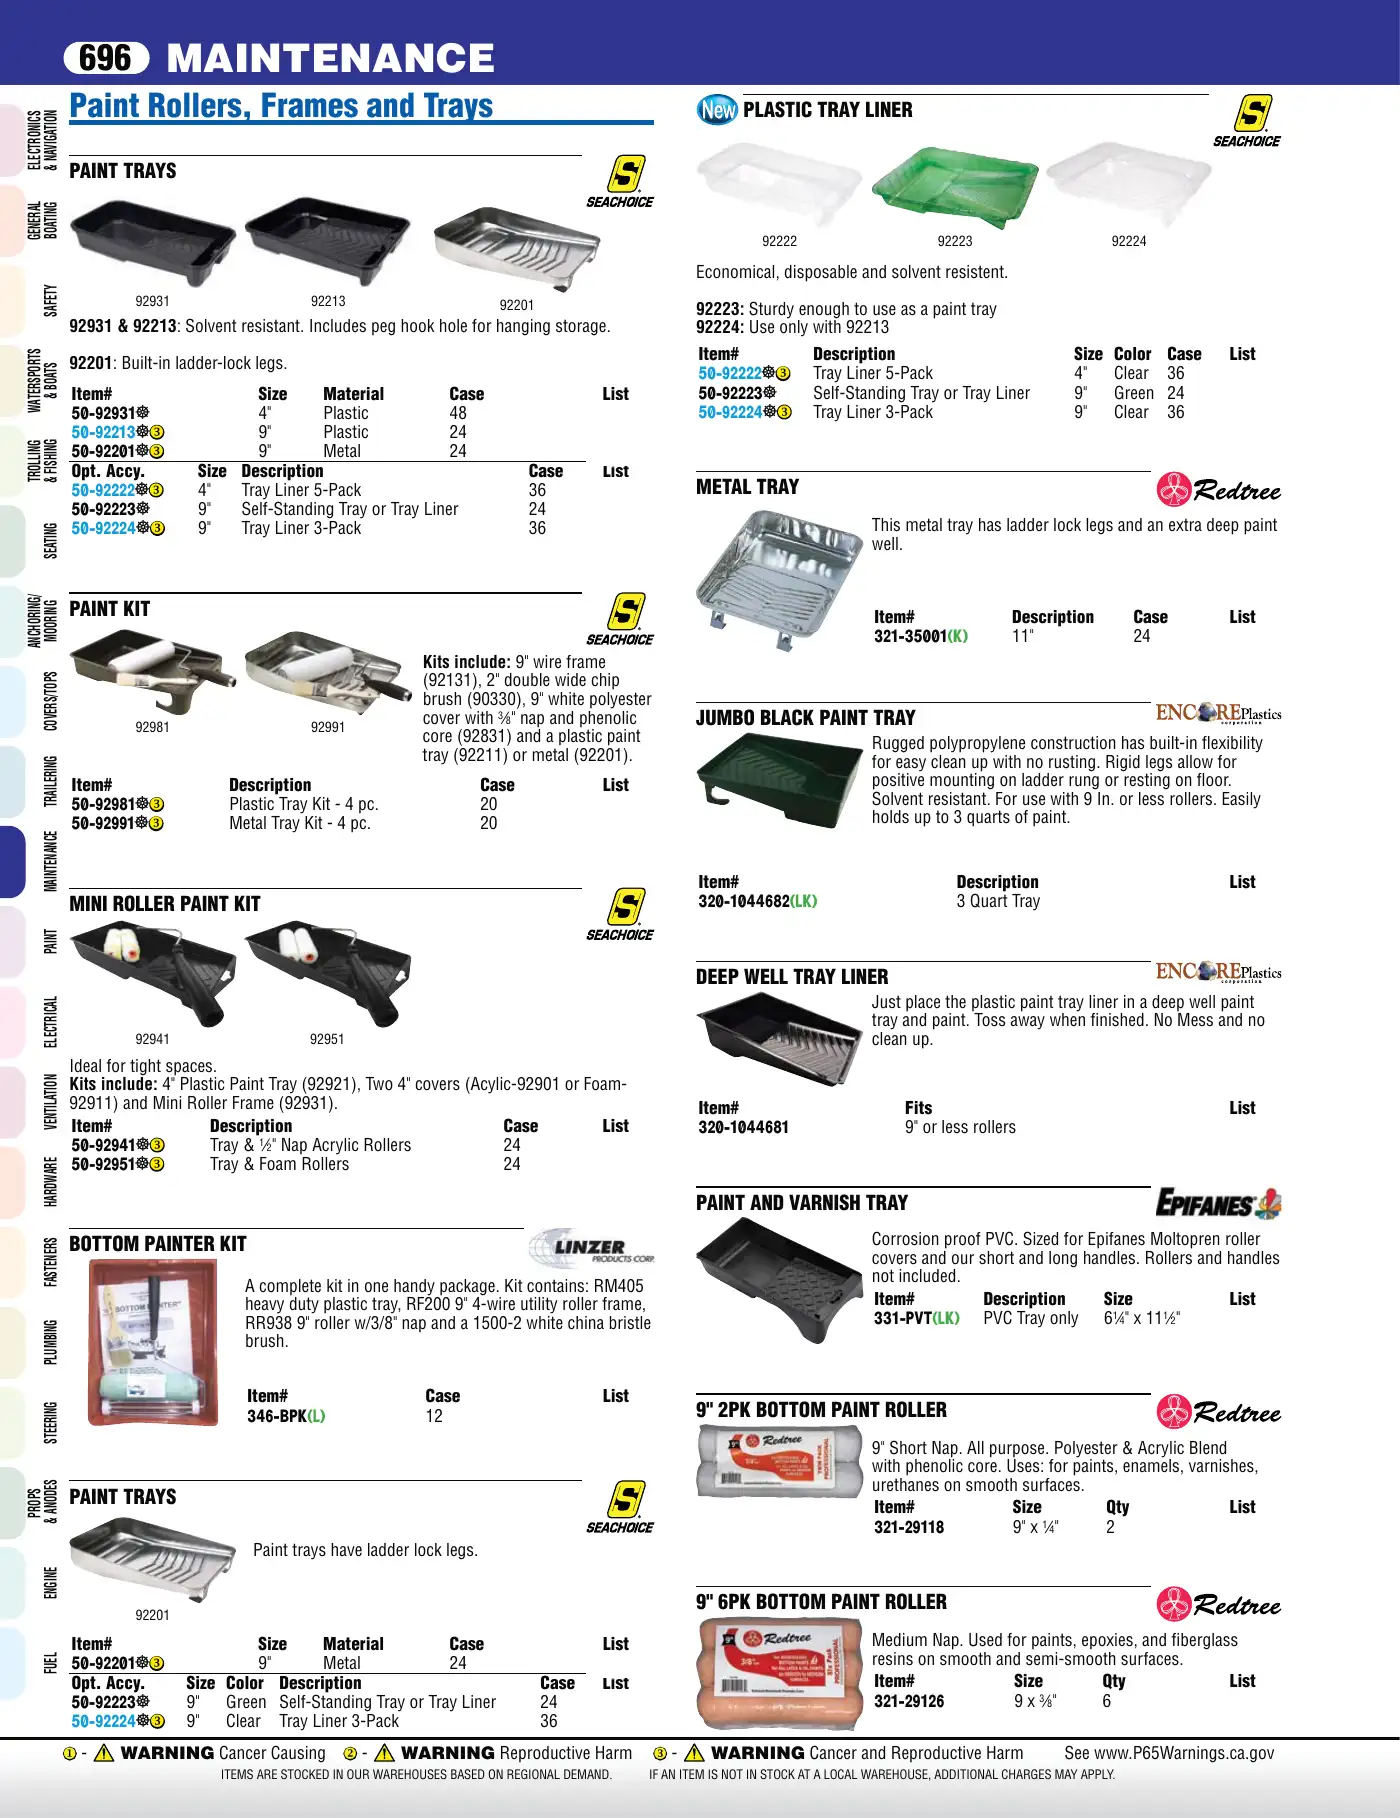 696 MAINTENANCE
ELECTRONICS & NAVIGATION
GENERAL BOATING
SAFETY
WATERSPORTS & BOATS
TROLLING & FISHING
SEATING
ANCHORING/ MOORING
COVERS/TOPS
TRAILERING
MAINTENANCE
PAINT
ELECTRICAL
VENTILATION
HARDWARE
FASTENERS
PLUMBING
STEERING
PROPS & ANODES
ENGINE
FUEL
Paint Rollers, Frames and Trays
PAINT TRAYS
SEACHOICE
92931 92213 92201
92931 & 92213: Solvent resistant. Includes peg hook hole for hanging storage.
92201: Built-in ladder-lock legs.
Item# Size Material Case List
50-92931 4" Plastic 48
50-92213 3 9" Plastic 24
50-92201 3 9" Metal 24
Opt. Accy. Size Description Case List
50-92222 3 4" Tray Liner 5-Pack 36
50-92223 9" Self-Standing Tray or Tray Liner 24
50-92224 3 9" Tray Liner 3-Pack 36
PAINT KIT
SEACHOICE
92981 92991
Kits include: 9" wire frame
(92131), 2" double wide chip
brush (90330), 9" white polyester
cover with ⅜" nap and phenolic
core (92831) and a plastic paint
tray (92211) or metal (92201).
Item# Description Case List
50-92981 3 Plastic Tray Kit - 4 pc. 20
50-92991 3 Metal Tray Kit - 4 pc. 20
MINI ROLLER PAINT KIT
SEACHOICE
92941 92951
Ideal for tight spaces.
Kits include: 4" Plastic Paint Tray (92921), Two 4" covers (Acylic-92901 or Foam-
92911) and Mini Roller Frame (92931).
Item# Description Case List
50-92941 3 Tray & ½" Nap Acrylic Rollers 24
50-92951 3 Tray & Foam Rollers 24
BOTTOM PAINTER KIT
LINZER
PRODUCTS CORP.
A complete kit in one handy package. Kit contains: RM405
heavy duty plastic tray, RF200 9" 4-wire utility roller frame,
RR938 9" roller w/3/8" nap and a 1500-2 white china bristle
brush.
Item# Case List
346-BPK(L) 12
PAINT TRAYS
SEACHOICE
Paint trays have ladder lock legs.
92201
Item# Size Material Case List
50-92201 3 9" Metal 24
Opt. Accy. Size Color Description Case List
50-92223 9" Green Self-Standing Tray or Tray Liner 24
50-92224 3 9" Clear Tray Liner 3-Pack 36
New PLASTIC TRAY LINER
SEACHOICE
92222 92223 92224
Economical, disposable and solvent resistent.
92223: Sturdy enough to use as a paint tray
92224: Use only with 92213
Item# Description Size Color Case List
50-92222 3 Tray Liner 5-Pack 4" Clear 36
50-92223 Self-Standing Tray or Tray Liner 9" Green 24
50-92224 3 Tray Liner 3-Pack 9" Clear 36
METAL TRAY
Redtree
This metal tray has ladder lock legs and an extra deep paint
well.
Item# Description Case List
321-35001(K) 11" 24
JUMBO BLACK PAINT TRAY
ENCORE Plastics
corporation
Rugged polypropylene construction has built-in flexibility
for easy clean up with no rusting. Rigid legs allow for
positive mounting on ladder rung or resting on floor.
Solvent resistant. For use with 9 In. or less rollers. Easily
holds up to 3 quarts of paint.
Item# Description List
320-1044682(LK) 3 Quart Tray
DEEP WELL TRAY LINER
ENCORE Plastics
corporation
Just place the plastic paint tray liner in a deep well paint
tray and paint. Toss away when finished. No Mess and no
clean up.
Item# Fits List
320-1044681 9" or less rollers
PAINT AND VARNISH TRAY
EPIFANES
Corrosion proof PVC. Sized for Epifanes Moltopren roller
covers and our short and long handles. Rollers and handles
not included.
Item# Description Size List
331-PVT(LK) PVC Tray only 6¼" x 11½"
9" 2PK BOTTOM PAINT ROLLER
Redtree
9" Short Nap. All purpose. Polyester & Acrylic Blend
with phenolic core. Uses: for paints, enamels, varnishes,
urethanes on smooth surfaces.
Item# Size Qty List
321-29118 9" x ¼" 2
9" 6PK BOTTOM PAINT ROLLER
Redtree
Medium Nap. Used for paints, epoxies, and fiberglass
resins on smooth and semi-smooth surfaces.
Item# Size Qty List
321-29126 9 x ⅜" 6
1 - WARNING Cancer Causing 2 - WARNING Reproductive Harm 3 - WARNING Cancer and Reproductive Harm See www.P65Warnings.ca.gov
ITEMS ARE STOCKED IN OUR WAREHOUSES BASED ON REGIONAL DEMAND. IF AN ITEM IS NOT IN STOCK AT A LOCAL WAREHOUSE, ADDITIONAL CHARGES MAY APPLY.